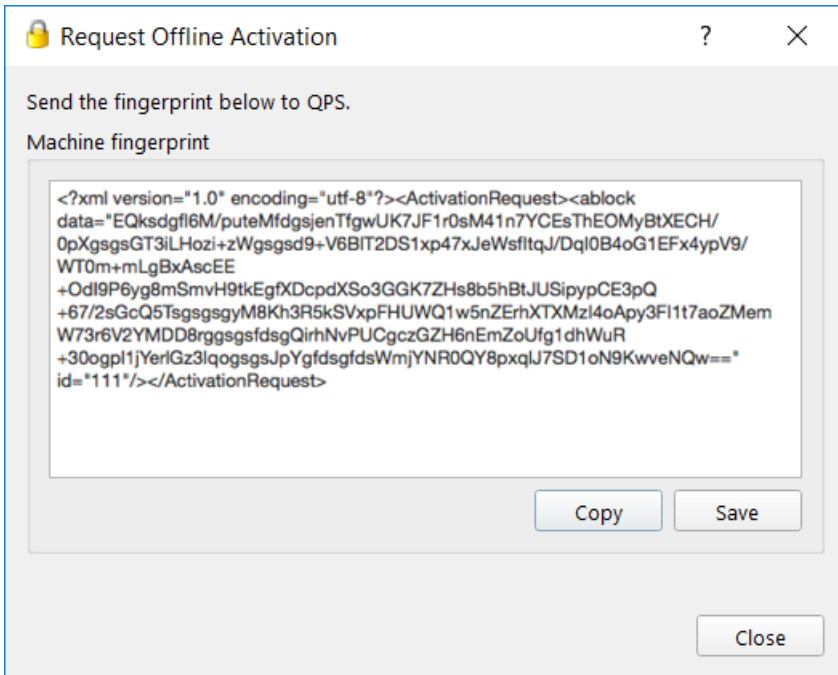 Request Offline Activation
Send the fingerprint below to QPS.
Machine fingerprint
<?xml version="1.0" encoding="utf-8"?><ActivationRequest><ablock
data="EQksdgfl6M/puteMfdgsjenTfgwUK7JF1r0sM41n7YCEsThEOMyBtXECH/
0pXgsgsGT3iLHozi+zWgsgsd9+V6BlT2DS1xp47xJeWsfltqJ/Dql0B4oG1EFx4ypV9/
WT0m+mLgBxAscEE
+Odl9P6yg8mSmvH9tkEgfXDcpdXSo3GGK7ZHs8b5hBtJUSipypCE3pQ
+67/2sGcQ5TsgsgsgyM8Kh3R5kSVxpFHUWQ1w5nZErhXTXMzl4oApy3Fl1t7aoZMem
W73r6V2YMDD8rggsgsfdsgQirhNvPUCgczGZH6nEmZoUfg1dhWuR
+30ogpl1jYerlGz3lqogsgsJpYgfdsgfdsWmjYNR0QY8pxqlJ7SD1oN9KwveNQw=="
id="111"/></ActivationRequest>
Copy
Save
Close